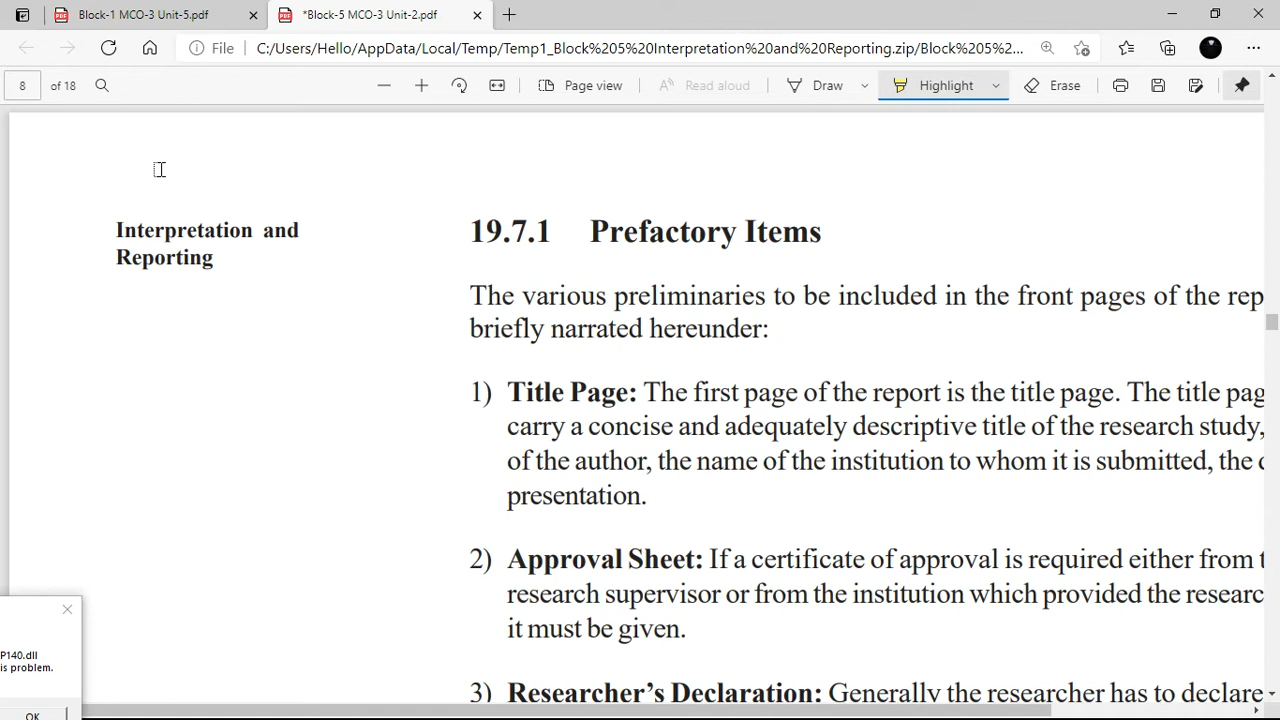 Block-1 MCO-3 Unit-5.pdf
*Block-5 MCO-3 Unit-2.pdf
File
C:/Users/Hello/AppData/Local/Temp/Temp1_Block%205%20Interpretation%20and%20Reporting.zip/Block%205%2...
8 of 18
Page view
Read aloud
Draw
Highlight
Erase
Interpretation and
Reporting
19.7.1 Prefactory Items
The various preliminaries to be included in the front pages of the rep
briefly narrated hereunder:
1) Title Page: The first page of the report is the title page. The title pag
carry a concise and adequately descriptive title of the research study,
of the author, the name of the institution to whom it is submitted, the
presentation.
2) Approval Sheet: If a certificate of approval is required either from t
research supervisor or from the institution which provided the researc
it must be given.
3) Researcher's Declaration: Generally the researcher has to declare
P140.dll
is problem.
OK